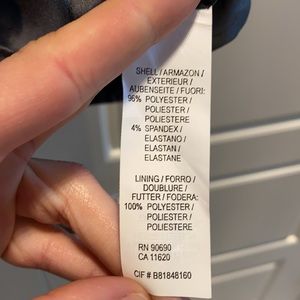 SHELL / ARMAZON /
EXTERIEUR /
AUBENSEITE / FUORI:
96% POLYESTER /
POLIESTER /
POLIESTERE
4% SPANDEX /
ELASTANO /
ELASTAN /
ELASTANE
LINING / FORRO /
DOUBLURE /
FUTTER / FODERA:
100% POLYESTER /
POLIESTER /
POLIESTERE
RN 90690
CA 11620
CIF # B81848160